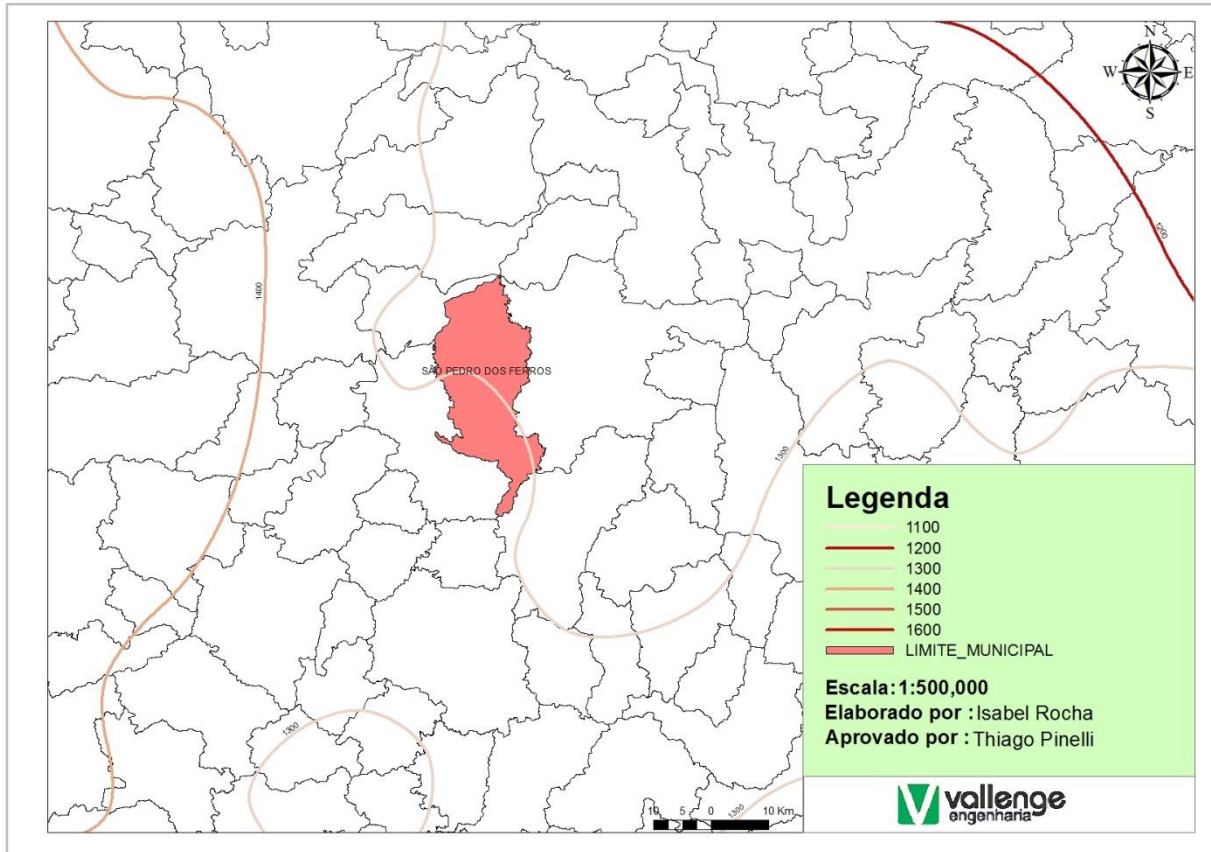 N
W E
S
1200
1400
SÃO PEDRO DOS FERROS
1300
Legenda
1100
1200
1300
1400
1500
1600
LIMITE_MUNICIPAL
Escala:1:500,000
Elaborado por : Isabel Rocha
Aprovado por : Thiago Pinelli
1300
1300
10 5 0 10 Km
vallenge
engenharia